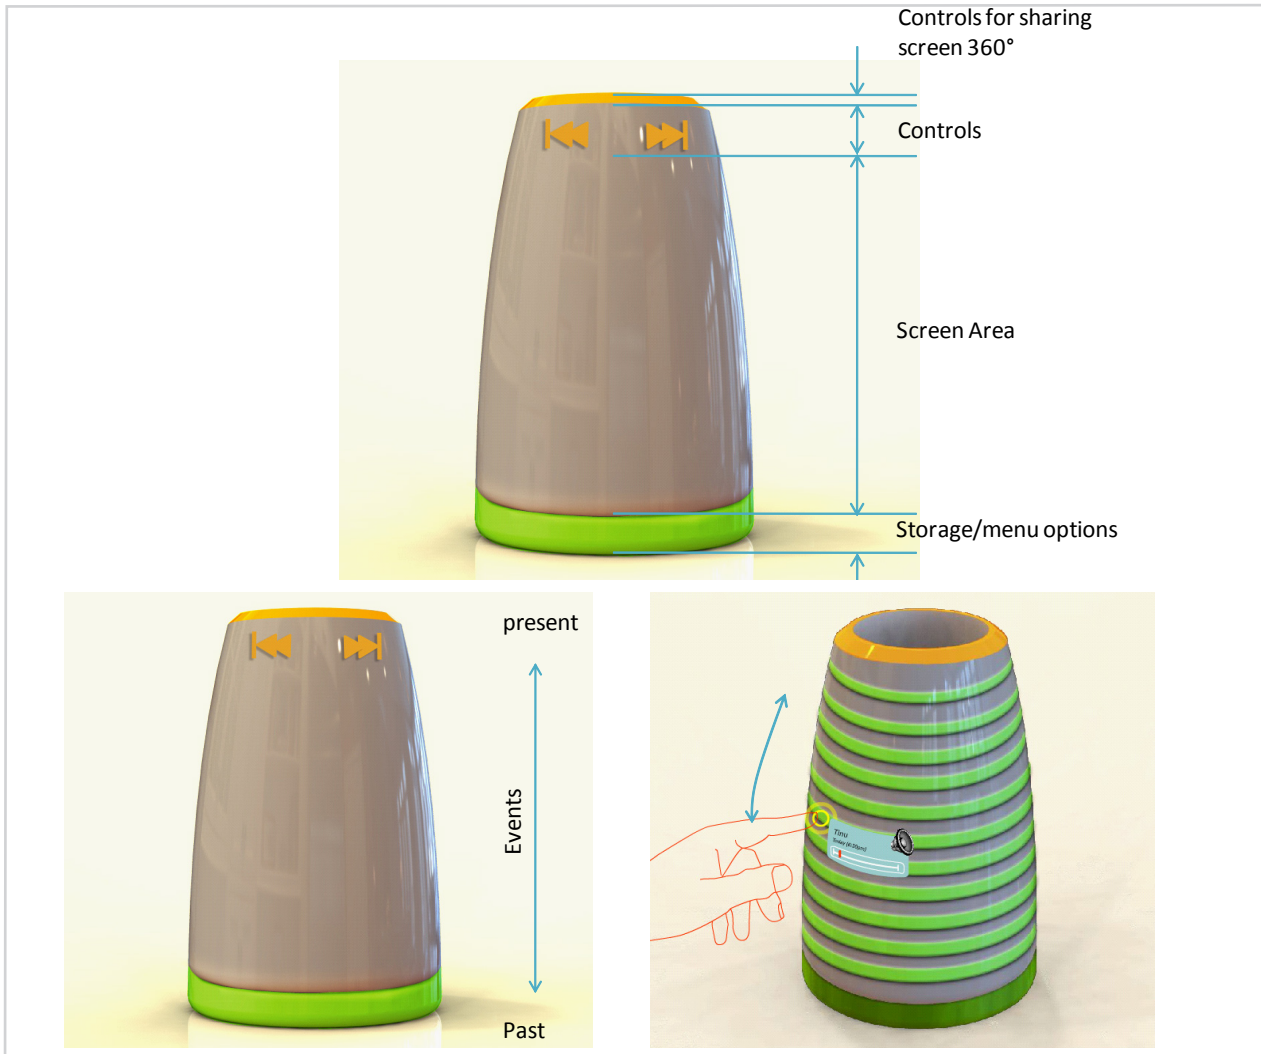 Controls for sharing
screen 360°
Controls
Screen Area
Storage/menu options
present
Events
Past
Tinu